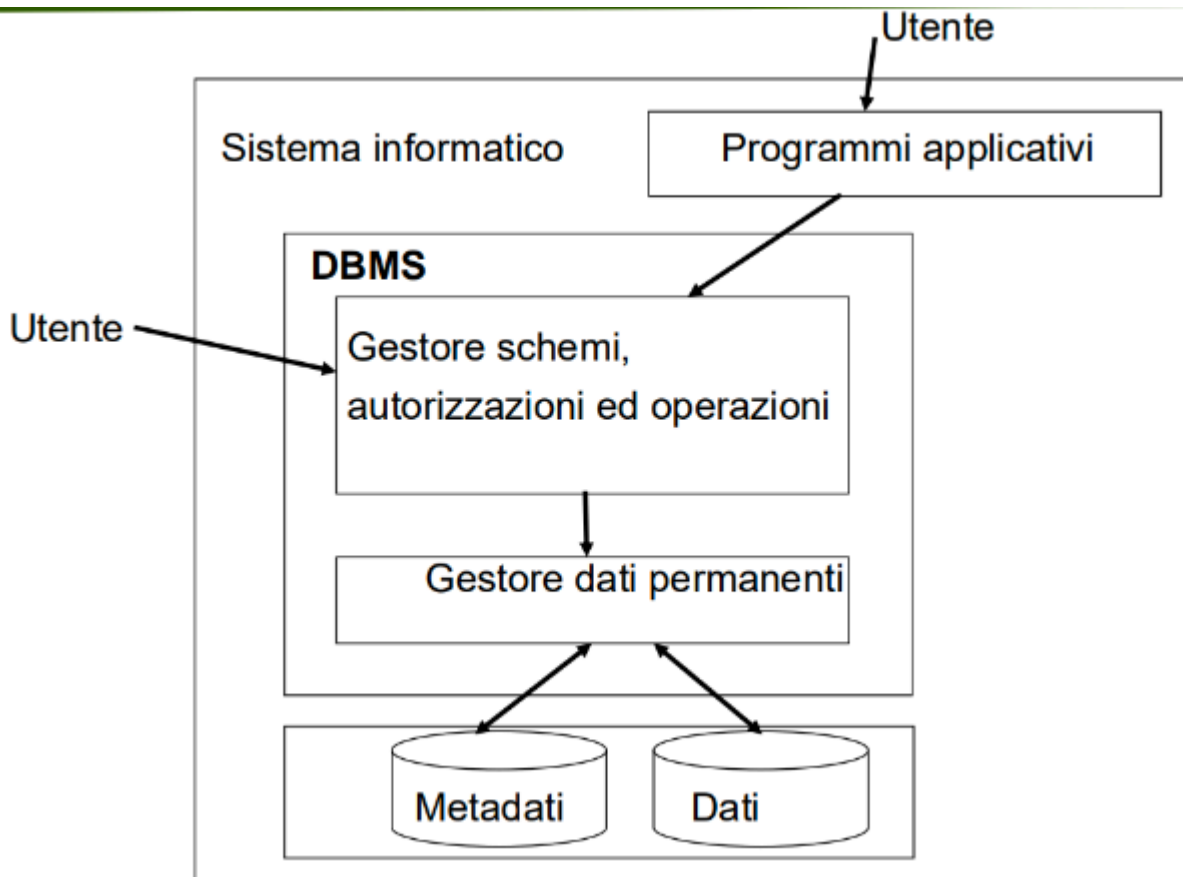 Utente
Sistema informatico
Programmi applicativi
DBMS
Utente
Gestore schemi,
autorizzazioni ed operazioni
Gestore dati permanenti
Metadati
Dati